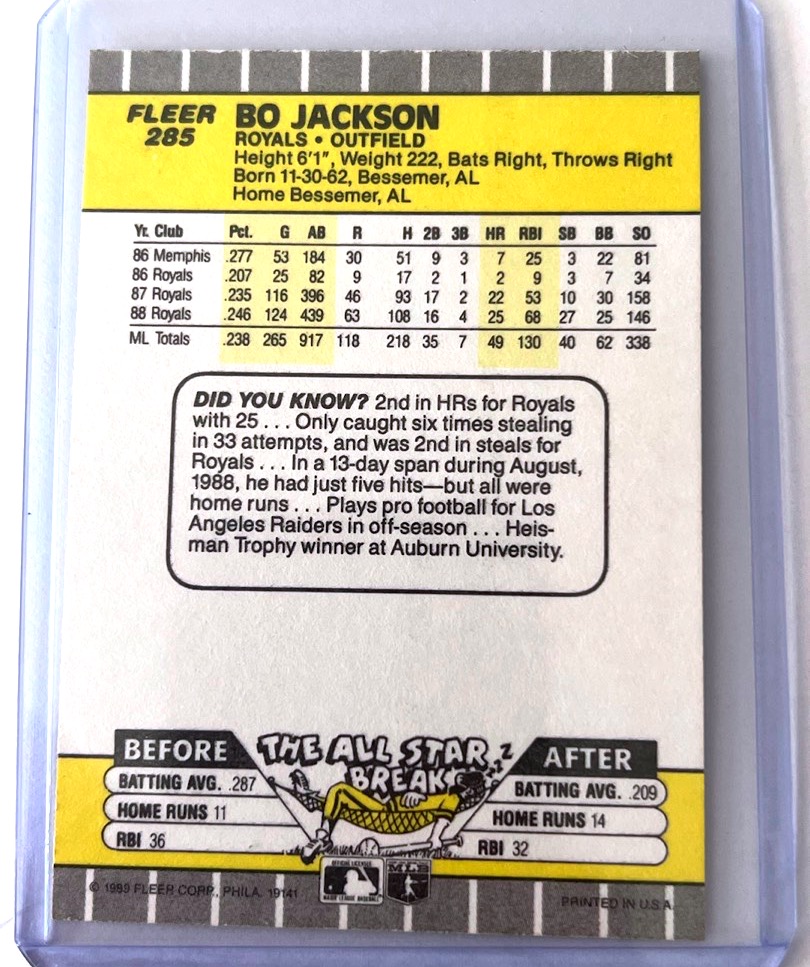 FLEER
285
BO JACKSON
ROYALS • OUTFIELD
Height 6'1", Weight 222, Bats Right, Throws Right
Born 11-30-62, Bessemer, AL
Home Bessemer, AL
Yr. Club Pct. G AB R H 2B 3B HR RBI SB BB SO
86 Memphis .277 53 184 30 51 9 3 7 25 3 22 81
86 Royals .207 25 82 9 17 2 1 2 9 3 7 34
87 Royals .235 116 396 46 93 17 2 22 53 10 30 158
88 Royals .246 124 439 63 108 16 4 25 68 27 25 146
ML Totals .238 265 917 118 218 35 7 49 130 40 62 338
DID YOU KNOW? 2nd in HRs for Royals
with 25 . . . Only caught six times stealing
in 33 attempts, and was 2nd in steals for
Royals . . . In a 13-day span during August,
1988, he had just five hits—but all were
home runs . . . Plays pro football for Los
Angeles Raiders in off-season . . . Heis-
man Trophy winner at Auburn University.
BEFORE
THE ALL STAR
BREAK
ZZZ
AFTER
BATTING AVG. .287
HOME RUNS 11
RBI 36
BATTING AVG. .209
HOME RUNS 14
RBI 32
OFFICIAL LICENSEE
MAJOR LEAGUE BASEBALL
© 1989 FLEER CORP., PHILA. 19141
PRINTED IN U.S.A.